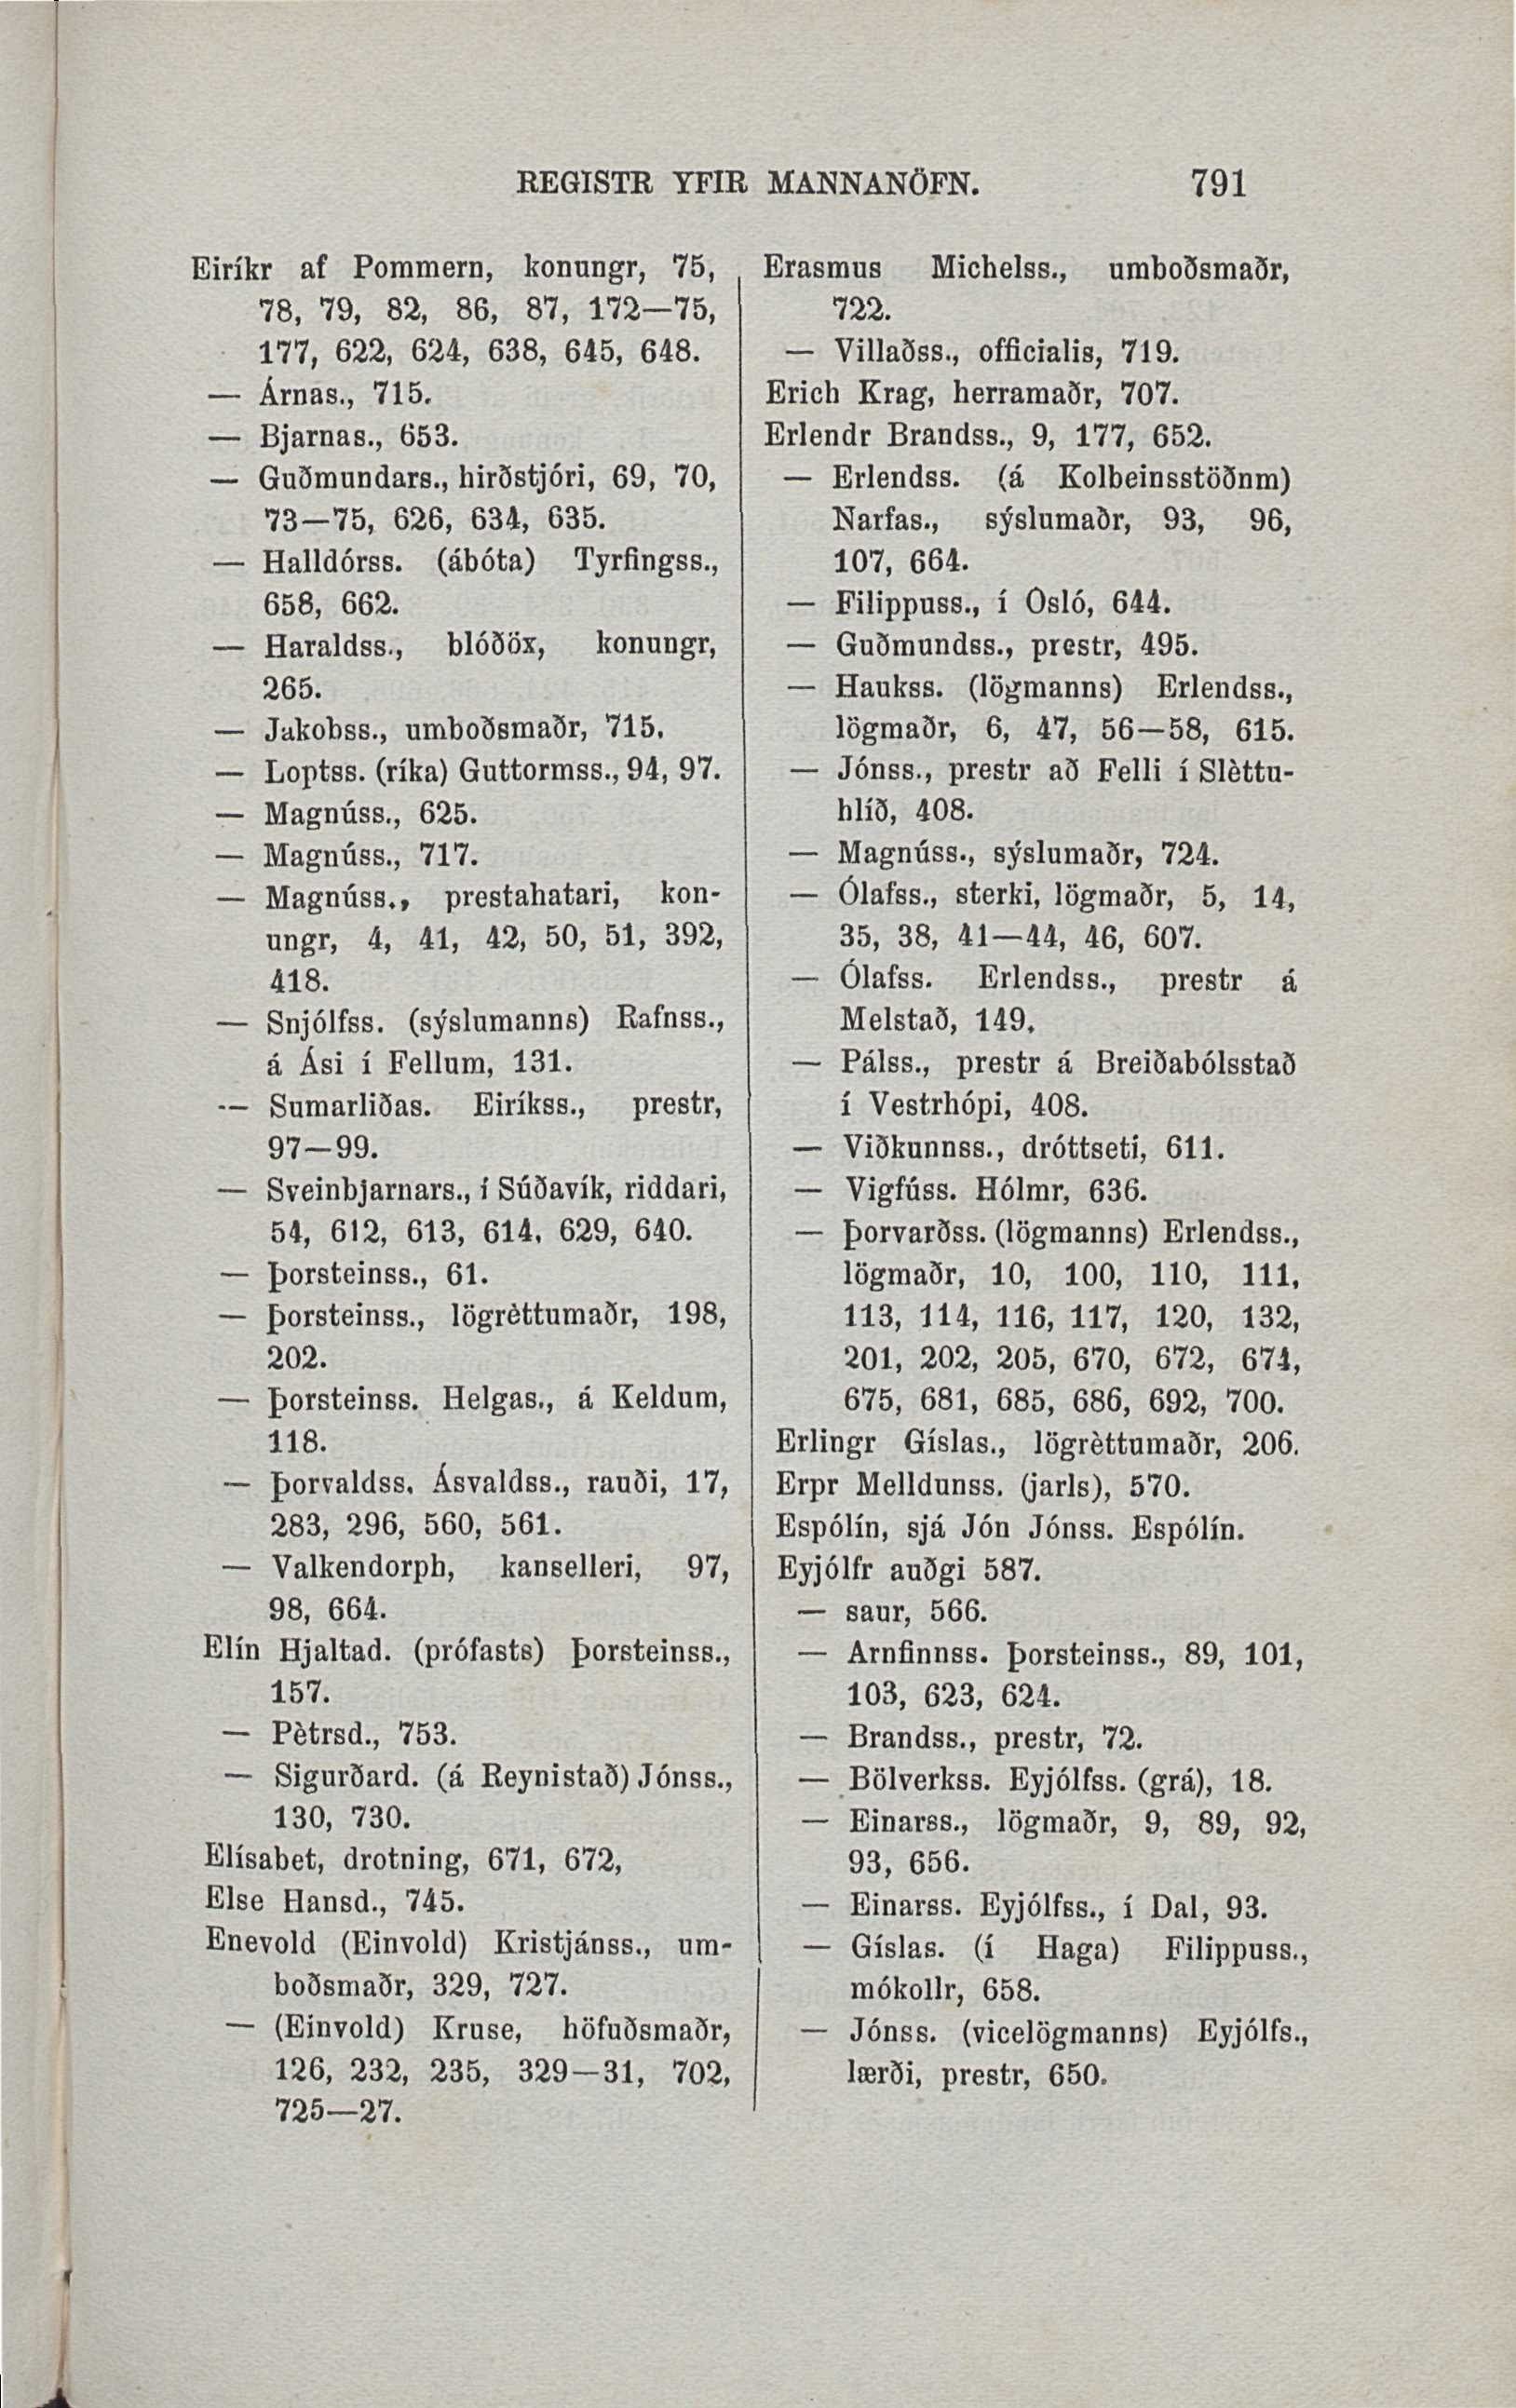 REGISTR YFIR MANNANÖFN. 791
Eiríkr af Pommern, konungr, 75,
78, 79, 82, 86, 87, 172—75,
177, 622, 624, 638, 645, 648.
— Árnas., 715.
— Bjarnas., 653.
— Guðmundars., hirðstjóri, 69, 70,
73—75, 626, 634, 635.
— Halldórss. (ábóta) Tyrfingss.,
658, 662.
— Haraldss., blóðöx, konungr,
265.
— Jakobss., umboðsmaðr, 715.
— Loptss. (ríka) Guttormss., 94, 97.
— Magnúss., 625.
— Magnúss., 717.
— Magnúss., prestahatari, kon-
ungr, 4, 41, 42, 50, 51, 392,
418.
— Snjólfss. (sýslumanns) Rafnss.,
á Ási í Fellum, 131.
— Sumarliðas. Eiríkss., prestr,
97—99.
— Sveinbjarnars., í Súðavík, riddari,
54, 612, 613, 614, 629, 640.
— Þorsteinss., 61.
— Þorsteinss., lögrèttumaðr, 198,
202.
— Þorsteinss. Helgas., á Keldum,
118.
— Þorvaldss. Ásvaldss., rauði, 17,
283, 296, 560, 561.
— Valkendorph, kanselleri, 97,
98, 664.
Elín Hjaltad. (prófasts) Þorsteinss.,
157.
— Pètrsd., 753.
— Sigurðard. (á Reynistað) Jónss.,
130, 730.
Elísabet, drotning, 671, 672,
Else Hansd., 745.
Enevold (Einvold) Kristjánss., um-
boðsmaðr, 329, 727.
— (Einvold) Kruse, höfuðsmaðr,
126, 232, 235, 329—31, 702,
725—27.
Erasmus Michelss., umboðsmaðr,
722.
— Villaðss., officialis, 719.
Erich Krag, herramaðr, 707.
Erlendr Brandss., 9, 177, 652.
— Erlendss. (á Kolbeinsstöðnm)
Narfas., sýslumaðr, 93, 96,
107, 664.
— Filippuss., í Osló, 644.
— Guðmundss., prestr, 495.
— Haukss. (lögmanns) Erlendss.,
lögmaðr, 6, 47, 56—58, 615.
— Jónss., prestr að Felli í Slèttu-
hlíð, 408.
— Magnúss., sýslumaðr, 724.
— Ólafss., sterki, lögmaðr, 5, 14,
35, 38, 41—44, 46, 607.
— Ólafss. Erlendss., prestr á
Melstað, 149.
— Pálss., prestr á Breiðabólsstað
í Vestrhópi, 408.
— Viðkunnss., dróttseti, 611.
— Vigfúss. Hólmr, 636.
— Þorvarðss. (lögmanns) Erlendss.,
lögmaðr, 10, 100, 110, 111,
113, 114, 116, 117, 120, 132,
201, 202, 205, 670, 672, 674,
675, 681, 685, 686, 692, 700.
Erlingr Gíslas., lögrèttumaðr, 206.
Erpr Melldunss. (jarls), 570.
Espólín, sjá Jón Jónss. Espólín.
Eyjólfr auðgi 587.
— saur, 566.
— Arnfinnss. Þorsteinss., 89, 101,
103, 623, 624.
— Brandss., prestr, 72.
— Bölverkss. Eyjólfss. (grá), 18.
— Einarss., lögmaðr, 9, 89, 92,
93, 656.
— Einarss. Eyjólfss., í Dal, 93.
— Gíslas. (í Haga) Filippuss.,
mókollr, 658.
— Jónss. (vicelögmanns) Eyjólfs.,
lærði, prestr, 650.